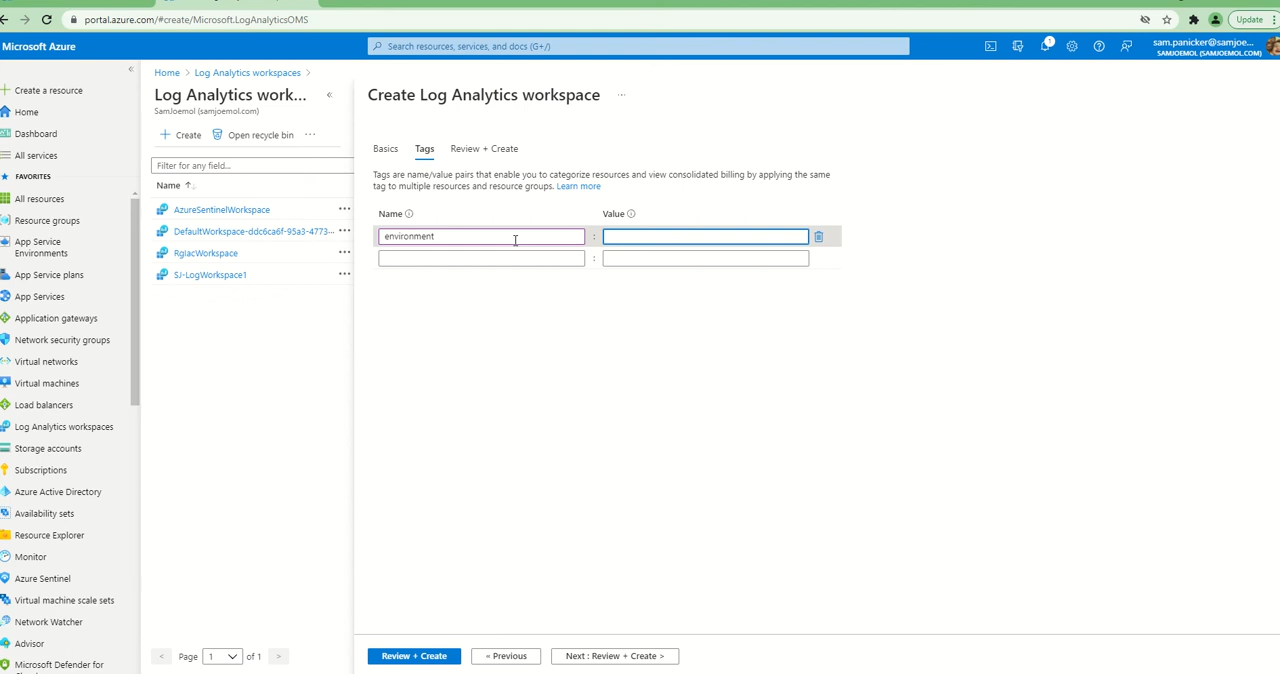 portal.azure.com/#create/Microsoft.LogAnalyticsOMS
Update
Microsoft Azure
Search resources, services, and docs (G+/)
1
sam.panicker@samjoe...
SAMJOEMOL (SAMJOEMOL.COM)
Create a resource
Home
Dashboard
All services
FAVORITES
All resources
Resource groups
App Service
Environments
App Service plans
App Services
Application gateways
Network security groups
Virtual networks
Virtual machines
Load balancers
Log Analytics workspaces
Storage accounts
Subscriptions
Azure Active Directory
Availability sets
Resource Explorer
Monitor
Azure Sentinel
Virtual machine scale sets
Network Watcher
Advisor
Microsoft Defender for
Home > Log Analytics workspaces >
Log Analytics work...
SamJoemol (samjoemol.com)
Create
Open recycle bin
Filter for any field...
Name
AzureSentinelWorkspace
DefaultWorkspace-ddc6ca6f-95a3-4773-...
RgIacWorkspace
SJ-LogWorkspace1
< Page 1 of 1 >
Create Log Analytics workspace
Basics Tags Review + Create
Tags are name/value pairs that enable you to categorize resources and view consolidated billing by applying the same
tag to multiple resources and resource groups. Learn more
Name Value
environment :
:
Review + Create
< Previous
Next : Review + Create >